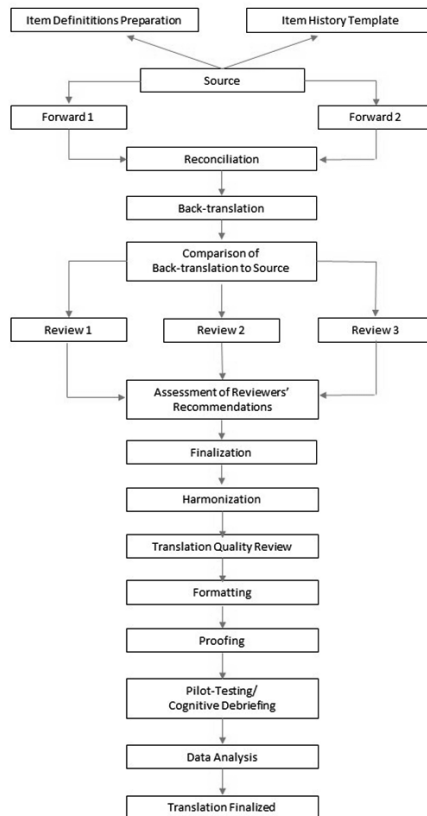 Item Definititions Preparation
Item History Template
Source
Forward 1
Forward 2
Reconciliation
Back-translation
Comparison of
Back-translation to Source
Review 1
Review 2
Review 3
Assessment of Reviewers'
Recommendations
Finalization
Harmonization
Translation Quality Review
Formatting
Proofing
Pilot-Testing/
Cognitive Debriefing
Data Analysis
Translation Finalized